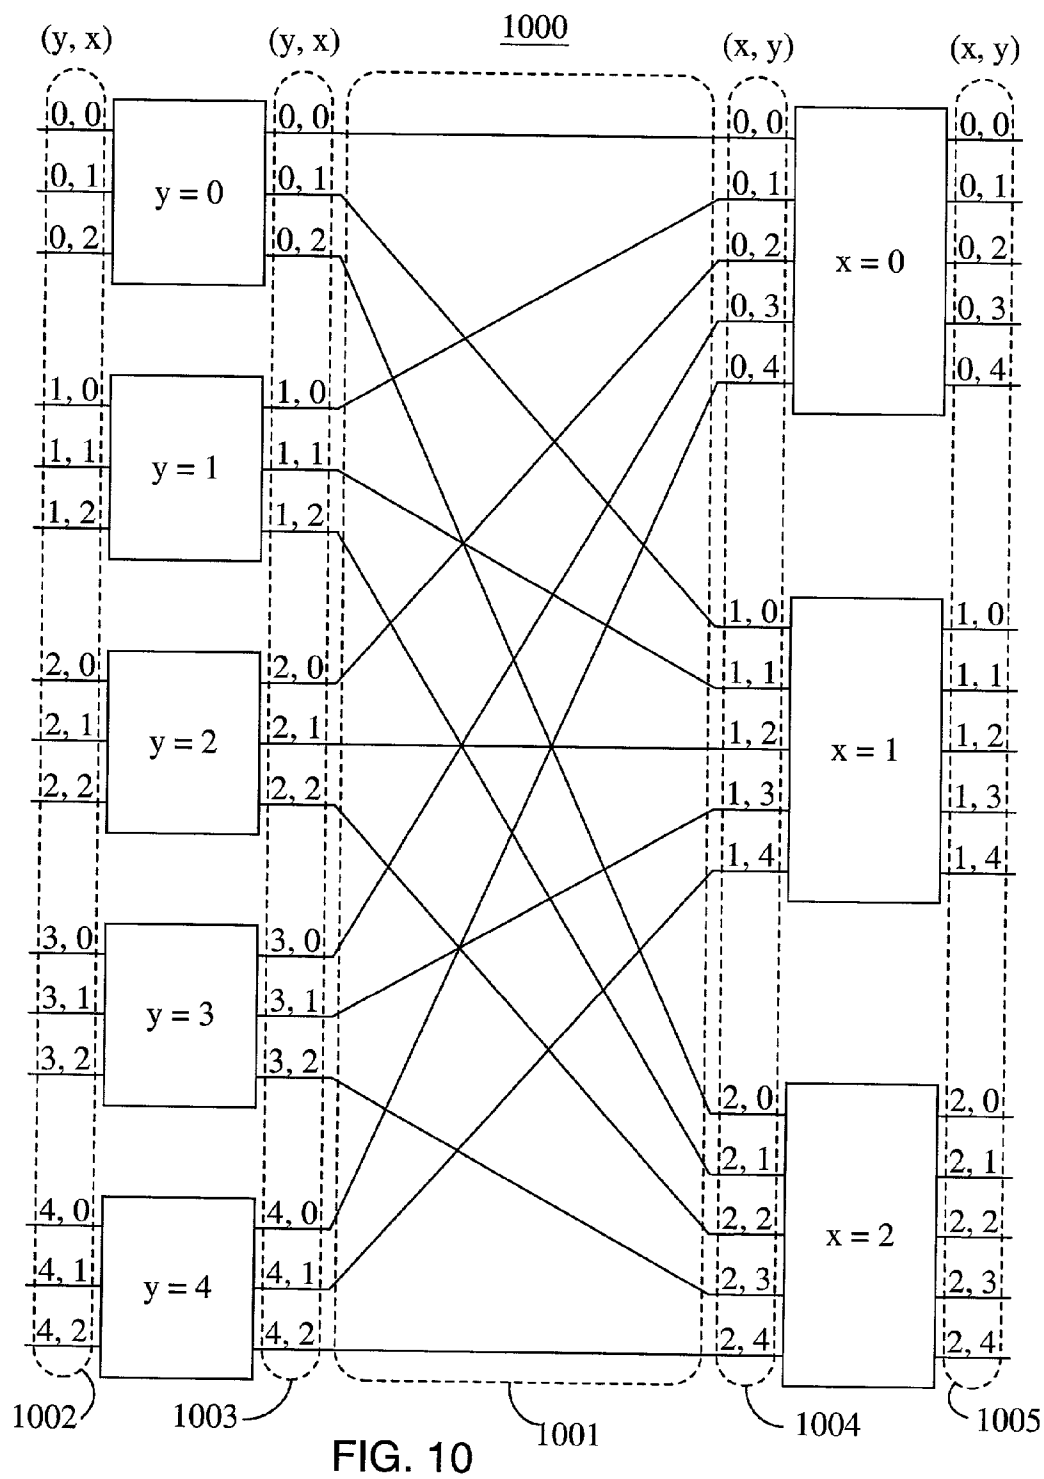 1000
(y, x) (y, x) (x, y) (x, y)
0, 0 0, 0 0, 0 0, 0
0, 1 y = 0 0, 1 0, 1 0, 1
0, 2 0, 2 0, 2 x = 0 0, 2
0, 3 0, 3
0, 4 0, 4
1, 0 1, 0
1, 1 y = 1 1, 1
1, 2 1, 2
1, 0 1, 0
2, 0 2, 0 1, 1 1, 1
2, 1 y = 2 2, 1 1, 2 x = 1 1, 2
2, 2 2, 2 1, 3 1, 3
1, 4 1, 4
3, 0 3, 0
3, 1 y = 3 3, 1
3, 2 3, 2
2, 0 2, 0
2, 1 2, 1
4, 0 4, 0 2, 2 x = 2 2, 2
4, 1 y = 4 4, 1 2, 3 2, 3
4, 2 4, 2 2, 4 2, 4
1002 1003 1001 1004 1005
FIG. 10